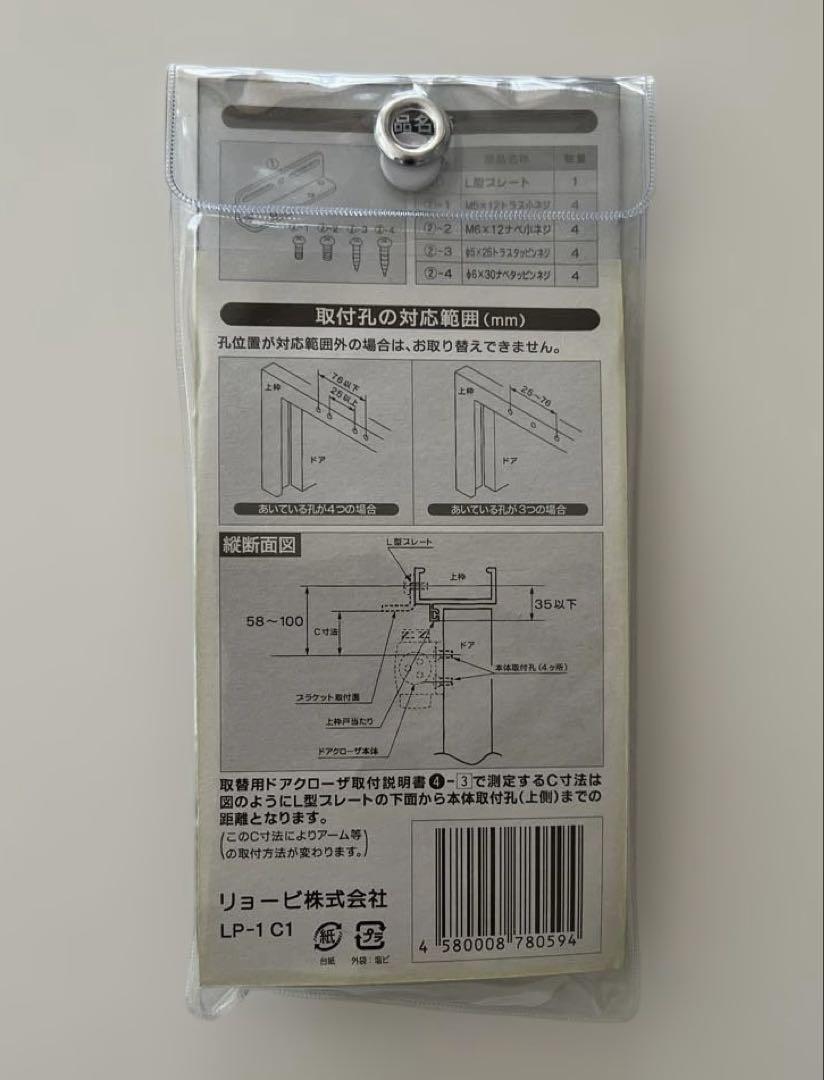 品名
部品名称 数量
①
L型プレート 1
②-1 M5×12トラス小ネジ 4
②-2 M6×12ナベ小ネジ 4
②-3 φ5×25トラスタッピンネジ 4
②-4 φ6×30ナベタッピンネジ 4
②-1 ②-2 ②-3 ②-4
取付孔の対応範囲(mm)
孔位置が対応範囲外の場合は、お取り替えできません。
上枠
76以下
25以上
ドア
あいている孔が4つの場合
上枠
25~76
ドア
あいている孔が3つの場合
縦断面図
L型プレート
上枠
58~100
C寸法
35以下
ドア
本体取付孔(4ヶ所)
ブラケット取付面
上枠戸当たり
ドアクローザ本体
取替用ドアクローザ取付説明書❹-3で測定するC寸法は
図のようにL型プレートの下面から本体取付孔(上側)までの
距離となります。
(このC寸法によりアーム等
の取付方法が変わります。)
リョービ株式会社
LP-1 C1
紙
プラ
台紙
外袋:塩ビ
4 580008 780594